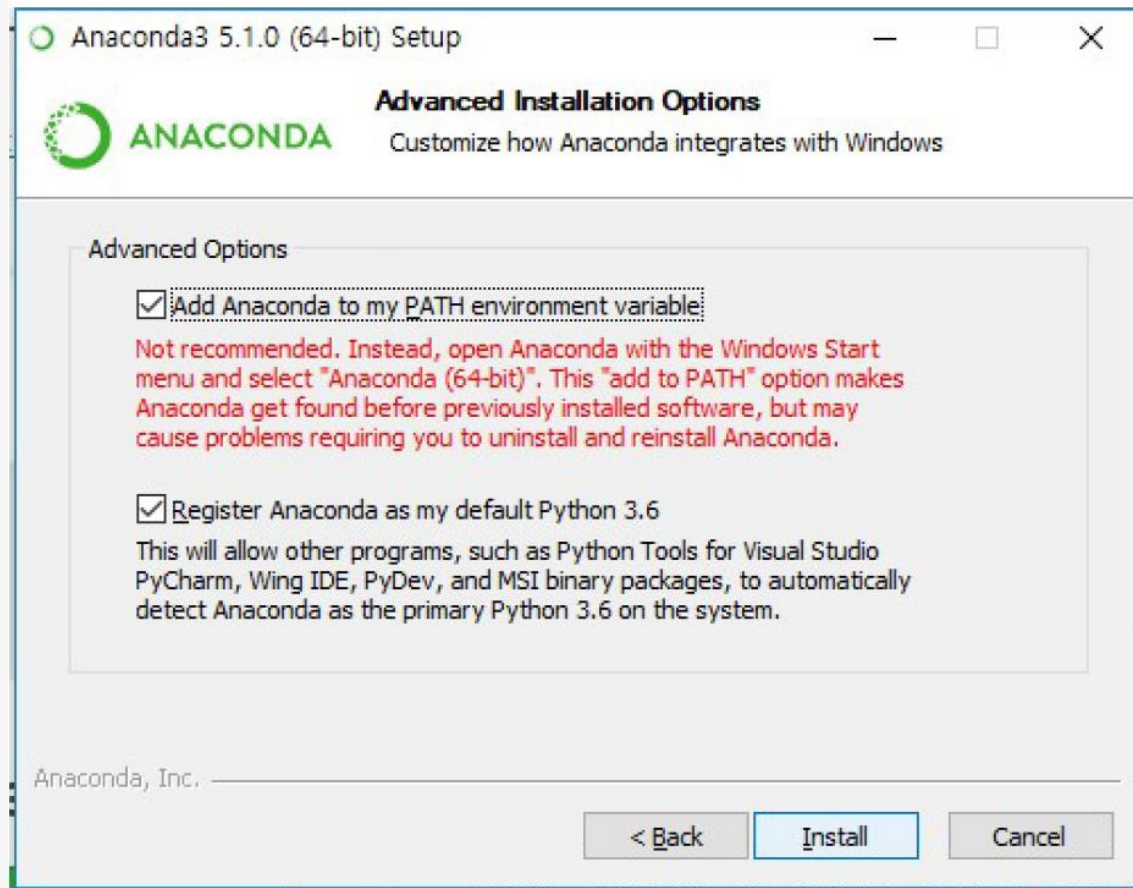 Anaconda3 5.1.0 (64-bit) Setup
ANACONDA
Advanced Installation Options
Customize how Anaconda integrates with Windows
Advanced Options
Add Anaconda to my PATH environment variable
Not recommended. Instead, open Anaconda with the Windows Start
menu and select "Anaconda (64-bit)". This "add to PATH" option makes
Anaconda get found before previously installed software, but may
cause problems requiring you to uninstall and reinstall Anaconda.
Register Anaconda as my default Python 3.6
This will allow other programs, such as Python Tools for Visual Studio
PyCharm, Wing IDE, PyDev, and MSI binary packages, to automatically
detect Anaconda as the primary Python 3.6 on the system.
Anaconda, Inc.
< Back
Install
Cancel